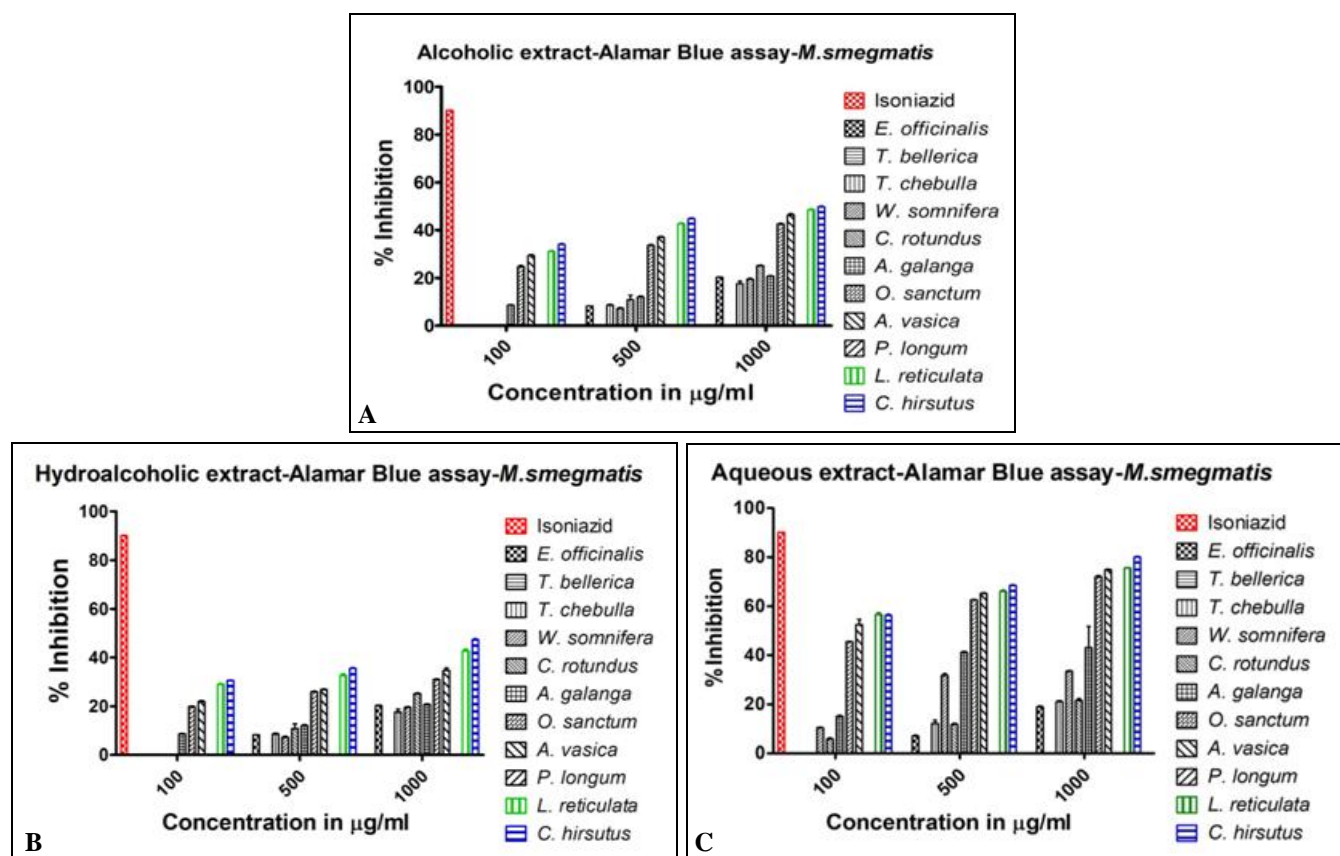 Alcoholic extract-Alamar Blue assay-M.smegmatis
100
80
60
40
20
0
% Inhibition
100
500
1000
Concentration in μg/ml
Isoniazid
E. officinalis
T. bellerica
T. chebulla
W. somnifera
C. rotundus
A. galanga
O. sanctum
A. vasica
P. longum
L. reticulata
C. hirsutus
A
Hydroalcoholic extract-Alamar Blue assay-M.smegmatis
100
80
60
40
20
0
% Inhibition
100
500
1000
Concentration in μg/ml
Isoniazid
E. officinalis
T. bellerica
T. chebulla
W. somnifera
C. rotundus
A. galanga
O. sanctum
A. vasica
P. longum
L. reticulata
C. hirsutus
B
Aqueous extract-Alamar Blue assay-M.smegmatis
100
80
60
40
20
0
% Inhibition
100
500
1000
Concentration in μg/ml
Isoniazid
E. officinalis
T. bellerica
T. chebulla
W. somnifera
C. rotundus
A. galanga
O. sanctum
A. vasica
P. longum
L. reticulata
C. hirsutus
C